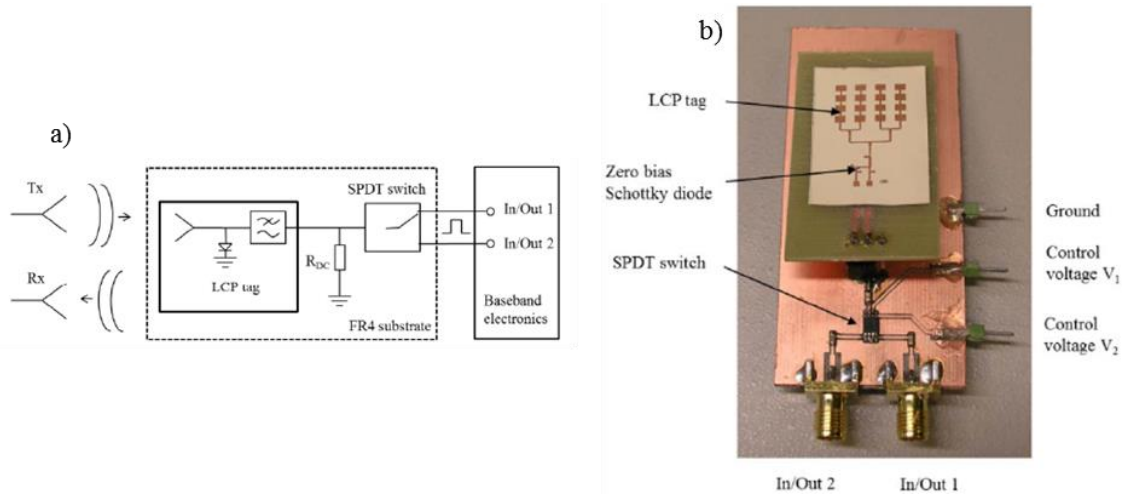 a)
Tx
Rx
LCP tag
R_DC
SPDT switch
FR4 substrate
In/Out 1
In/Out 2
Baseband
electronics
b)
LCP tag
Zero bias
Schottky diode
SPDT switch
Ground
Control
voltage V₁
Control
voltage V₂
In/Out 2
In/Out 1